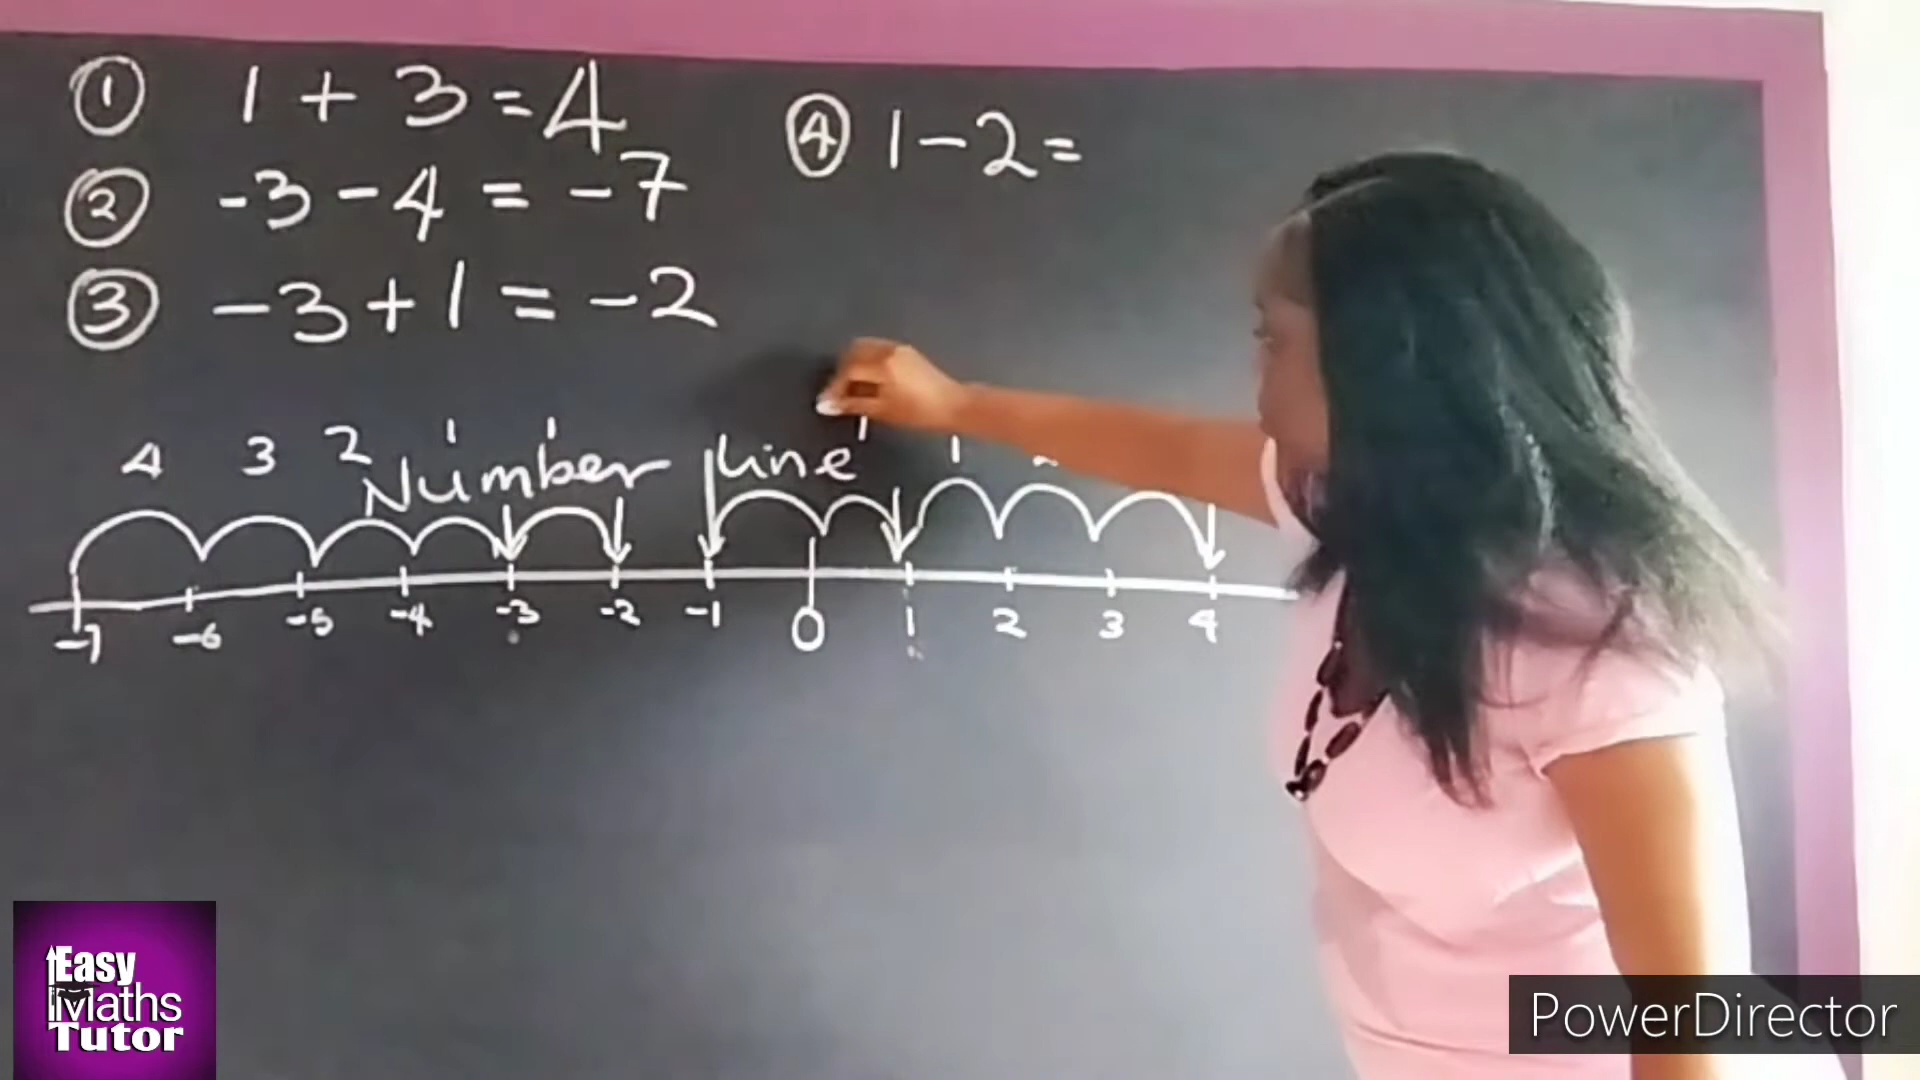 ① 1 + 3 = 4
② -3 - 4 = -7
③ -3 + 1 = -2
④ 1 - 2 =
4 3 2 1 1 1 1
Number Line
-7 -6 -5 -4 -3 -2 -1 0 1 2 3 4
Easy
Maths
Tutor
PowerDirector